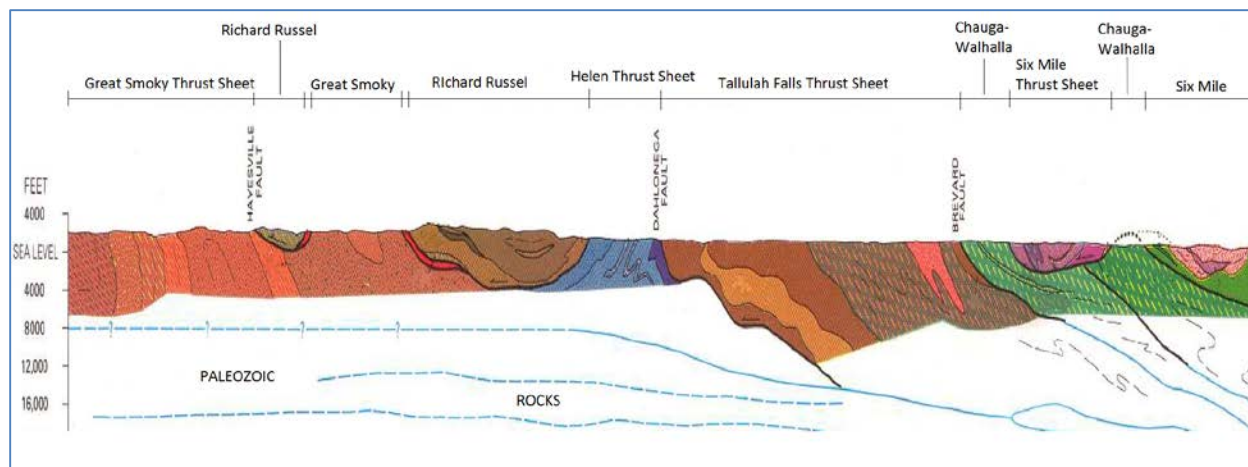 Richard Russel
Chauga-
Walhalla
Chauga-
Walhalla
Great Smoky Thrust Sheet
Great Smoky
RIchard Russel
Helen Thrust Sheet
Tallulah Falls Thrust Sheet
Six Mile
Thrust Sheet
Six Mile
HAYESVILLE
FAULT
DAHLONEGA
FAULT
BREVARD
FAULT
FEET
4000
SEA LEVEL
4000
8000
12,000
16,000
?
?
?
?
PALEOZOIC
ROCKS